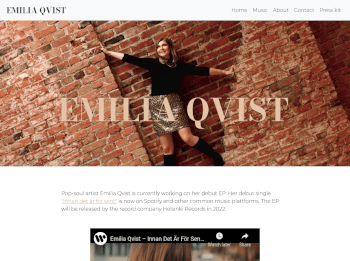 EMILIA QVIST
Home Music About Contact Press kit
EMILIA QVIST
Pop-soul artist Emilia Qvist is currently working on her debut EP. Her debut single
"Innan det är för sent" is now on Spotify and other common music platforms. The EP
will be released by the record company Helsinki Records in 2022.
Emilia Qvist – Innan Det Är För Sen...
Watch later
Share